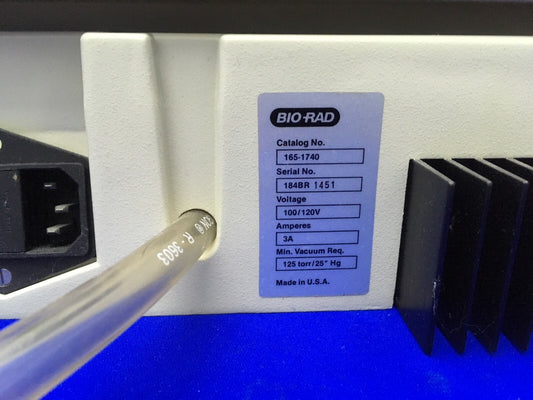 BIO-RAD
Catalog No.
165-1740
Serial No.
184BR 1451
Voltage
100/120V
Amperes
3A
Min. Vacuum Req.
125 torr/25" Hg
Made in U.S.A.
ON ® R-3603